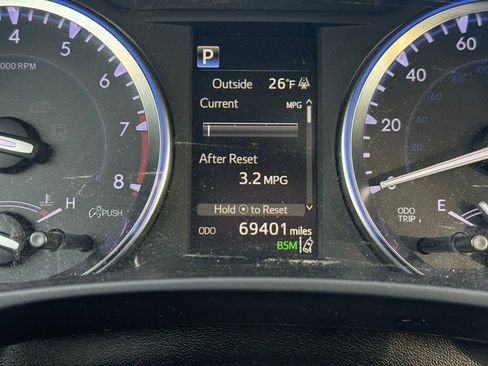 P
Outside 26°F
Current MPG
After Reset
3.2 MPG
Hold to Reset
ODO 69401 miles
BSM
4 5 6 7 8
000 RPM
H
PUSH
0 20 40 60
ODO
TRIP
E